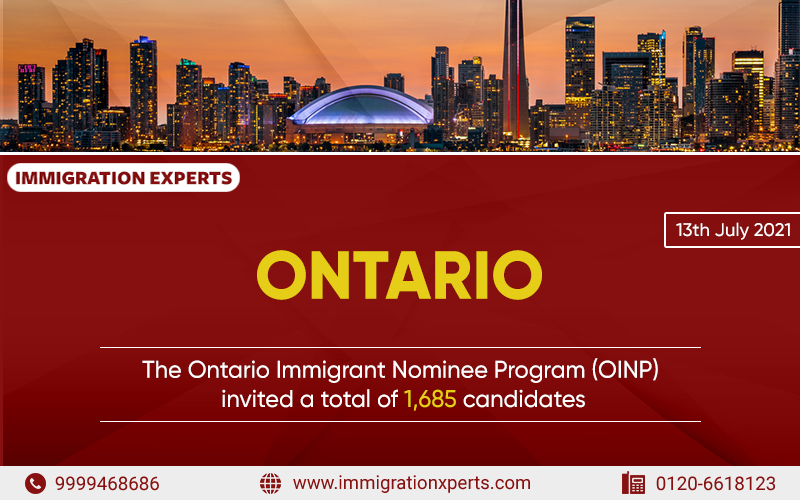 IMMIGRATION EXPERTS
13th July 2021
ONTARIO
The Ontario Immigrant Nominee Program (OINP)
invited a total of 1,685 candidates
9999468686
www.immigrationxperts.com
0120-6618123